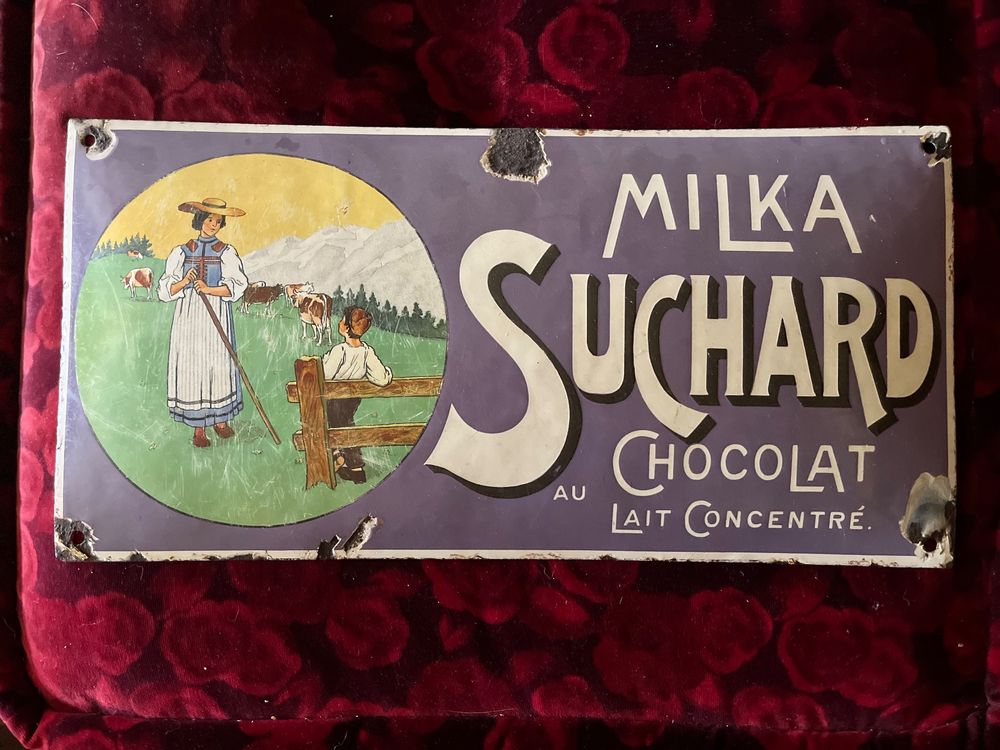 MILKA
SUCHARD
CHOCOLAT
AU LAIT CONCENTRÉ.